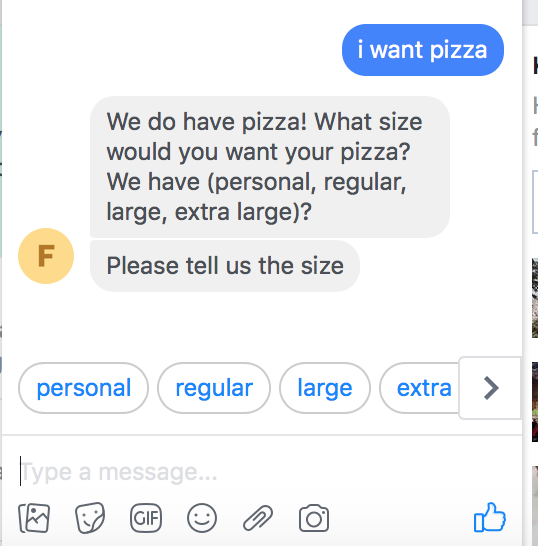 i want pizza
We do have pizza! What size
would you want your pizza?
We have (personal, regular,
large, extra large)?
F
Please tell us the size
personal regular large extra
Type a message...
GIF